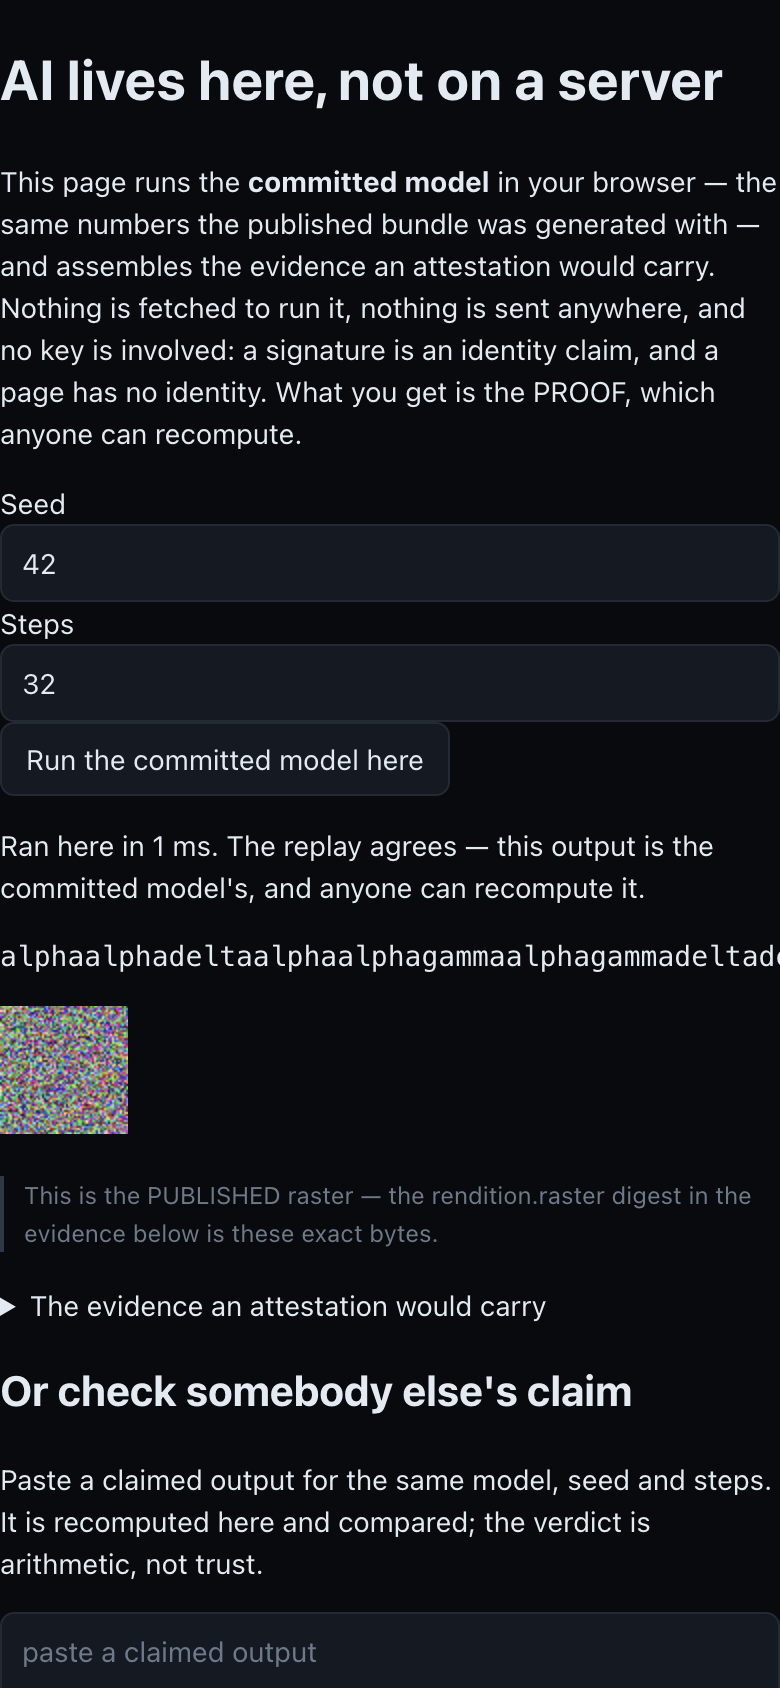 AI lives here, not on a server
This page runs the committed model in your browser — the
same numbers the published bundle was generated with —
and assembles the evidence an attestation would carry.
Nothing is fetched to run it, nothing is sent anywhere, and
no key is involved: a signature is an identity claim, and a
page has no identity. What you get is the PROOF, which
anyone can recompute.
Seed
42
Steps
32
Run the committed model here
Ran here in 1 ms. The replay agrees — this output is the
committed model's, and anyone can recompute it.
alphaalphadeltaalphaalphagammaalphagammadeltad
This is the PUBLISHED raster — the rendition.raster digest in the
evidence below is these exact bytes.
The evidence an attestation would carry
Or check somebody else's claim
Paste a claimed output for the same model, seed and steps.
It is recomputed here and compared; the verdict is
arithmetic, not trust.
paste a claimed output